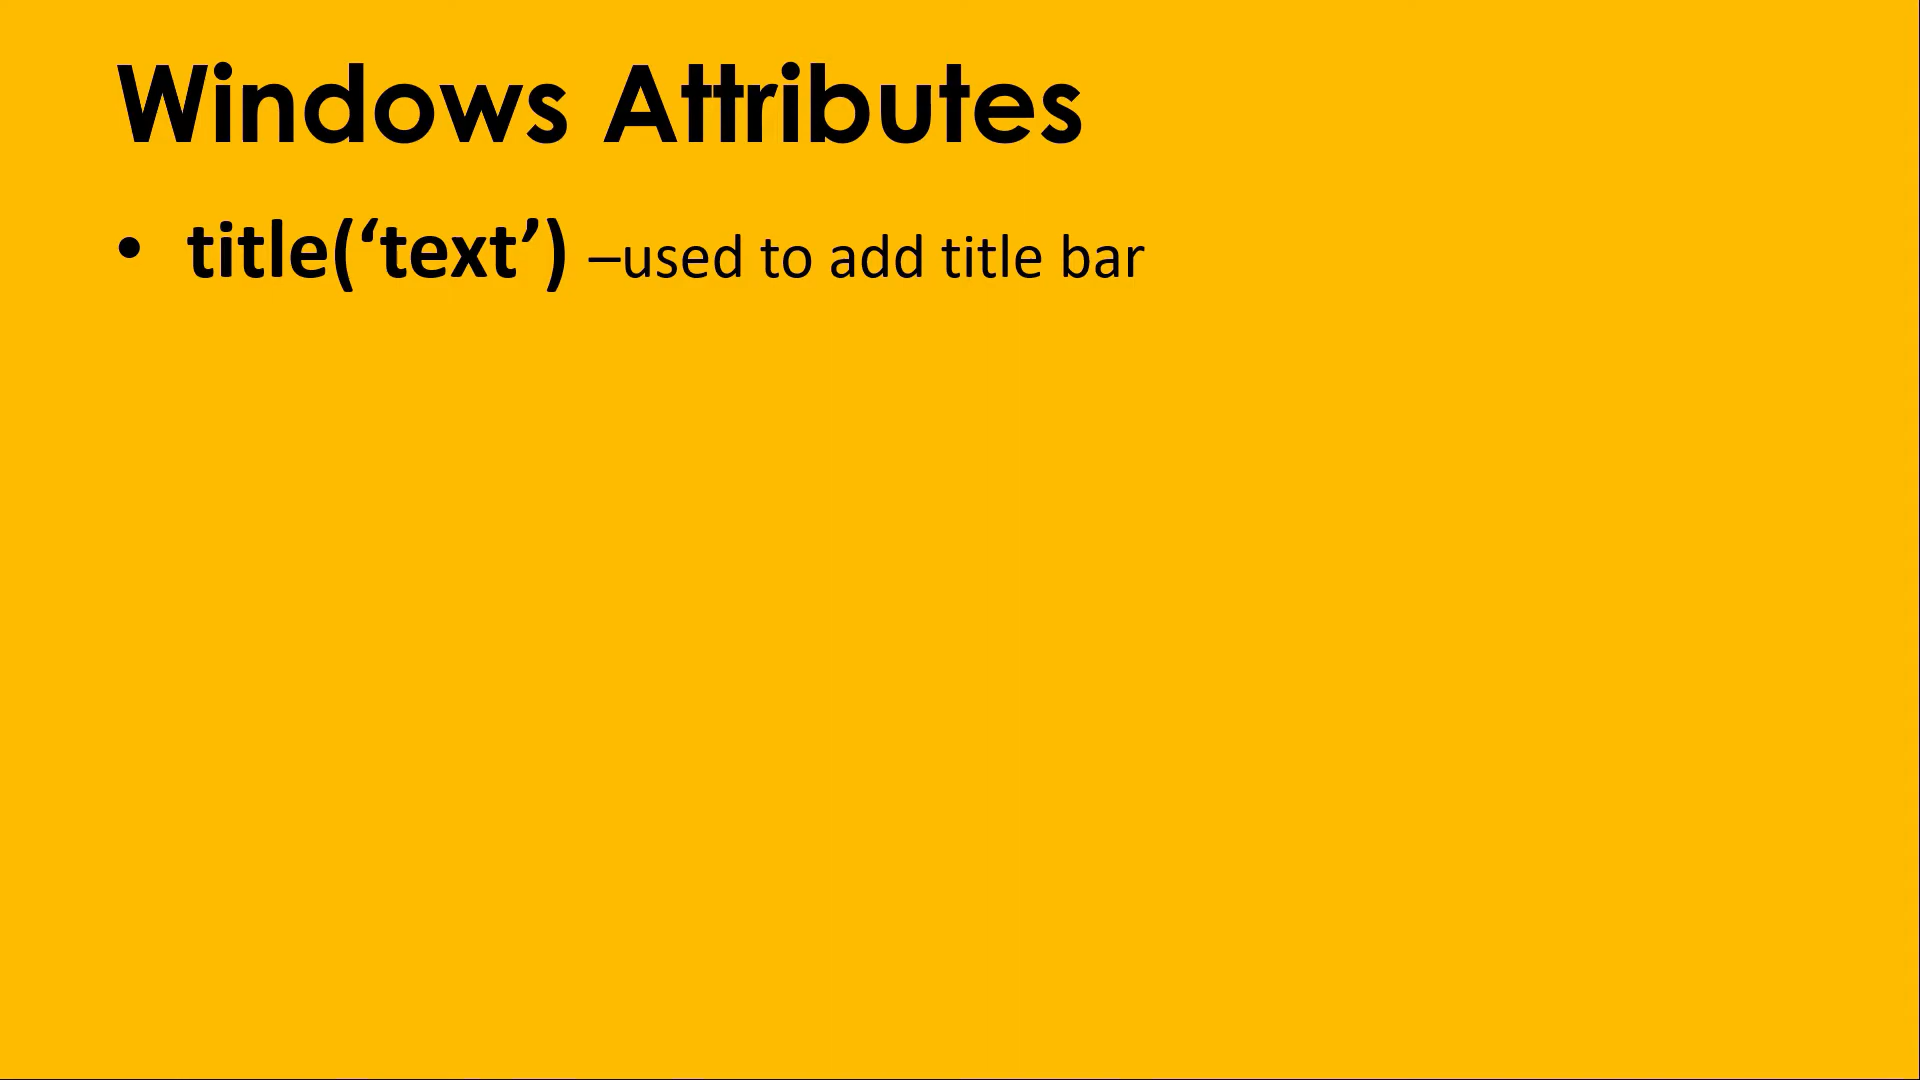 Windows Attributes
• title(‘text’) –used to add title bar